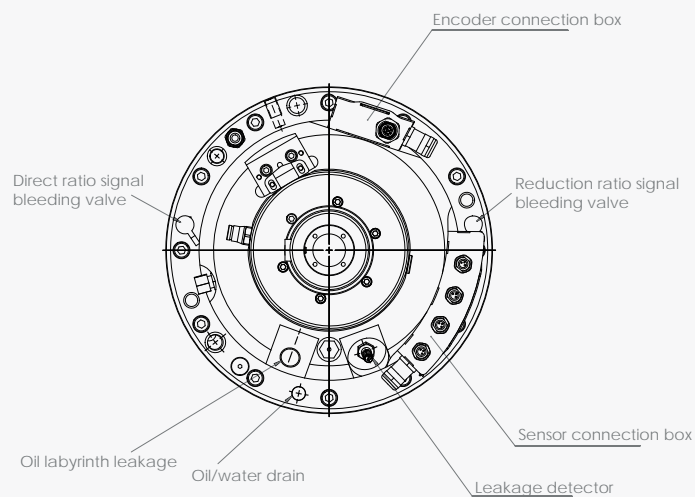 Encoder connection box
Direct ratio signal
bleeding valve
Reduction ratio signal
bleeding valve
Sensor connection box
Oil labyrinth leakage
Oil/water drain
Leakage detector